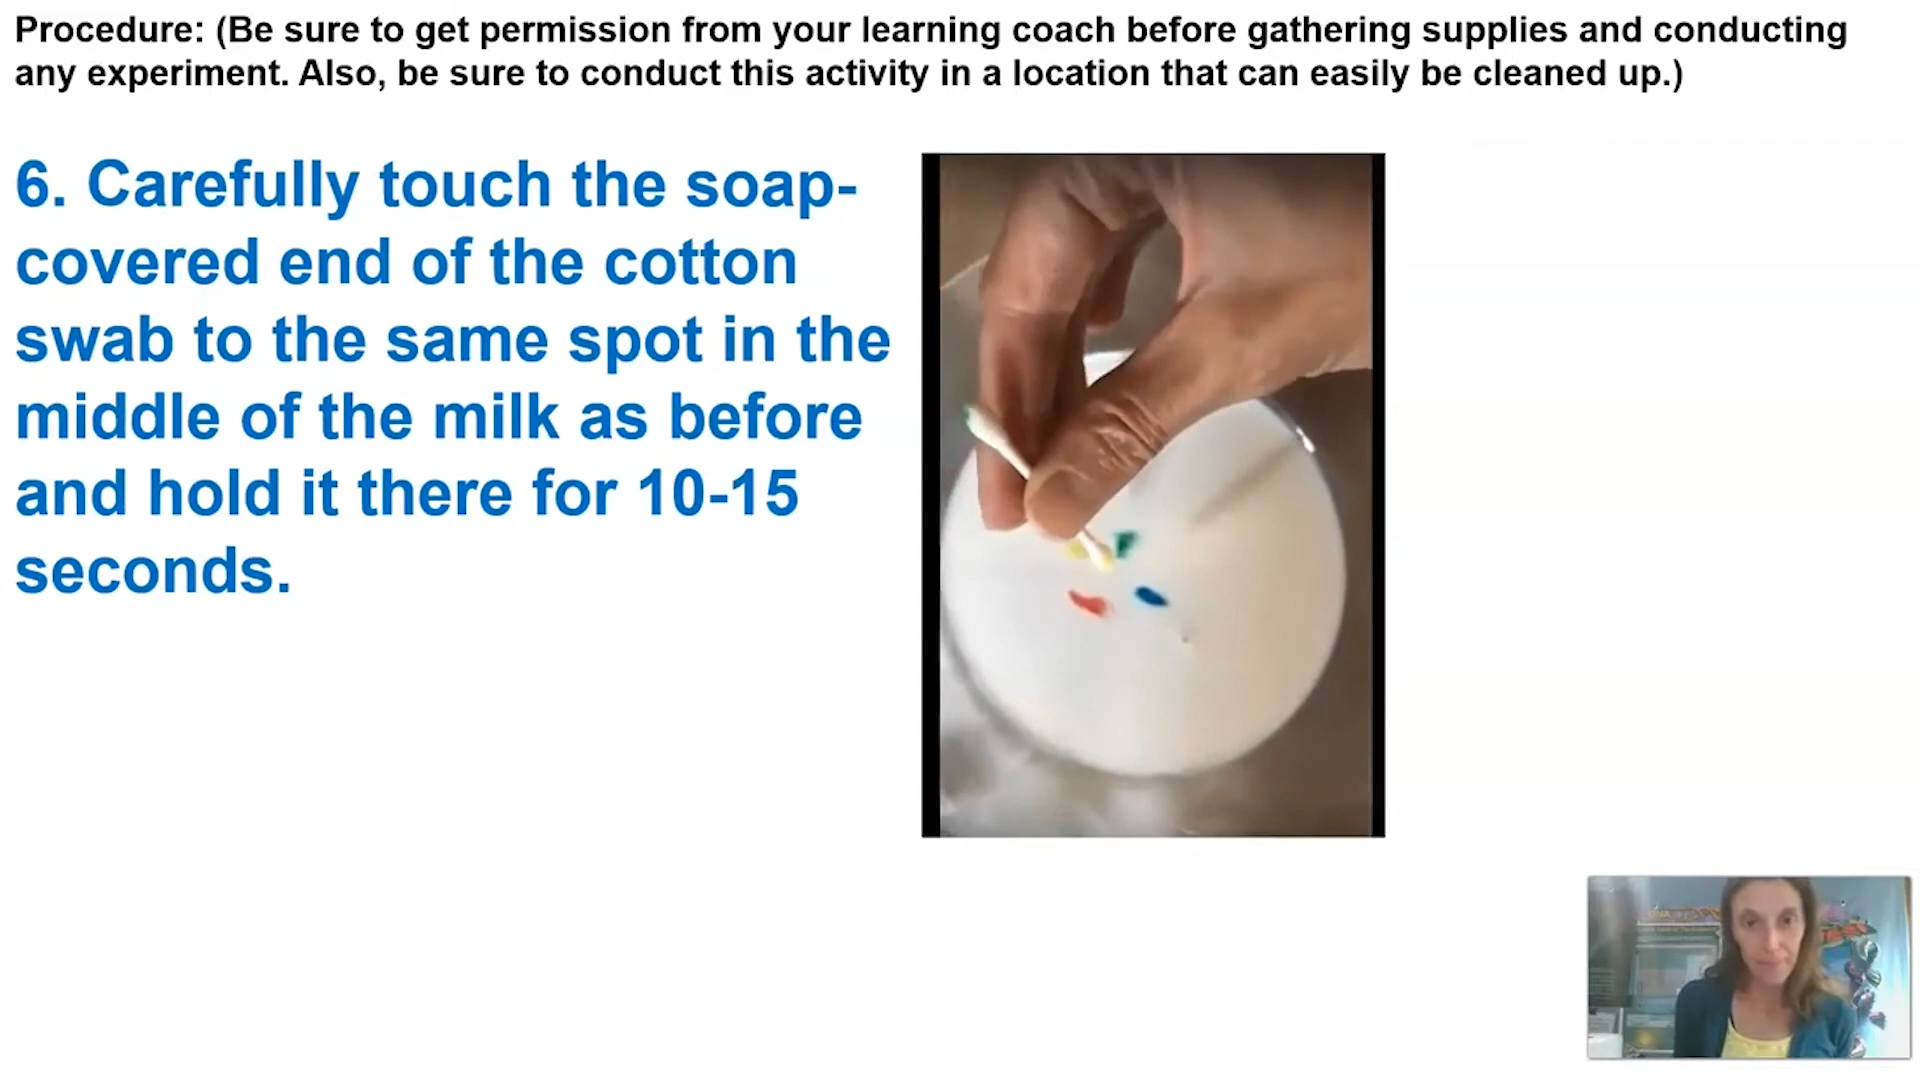 Procedure: (Be sure to get permission from your learning coach before gathering supplies and conducting
any experiment. Also, be sure to conduct this activity in a location that can easily be cleaned up.)
6. Carefully touch the soap-
covered end of the cotton
swab to the same spot in the
middle of the milk as before
and hold it there for 10-15
seconds.